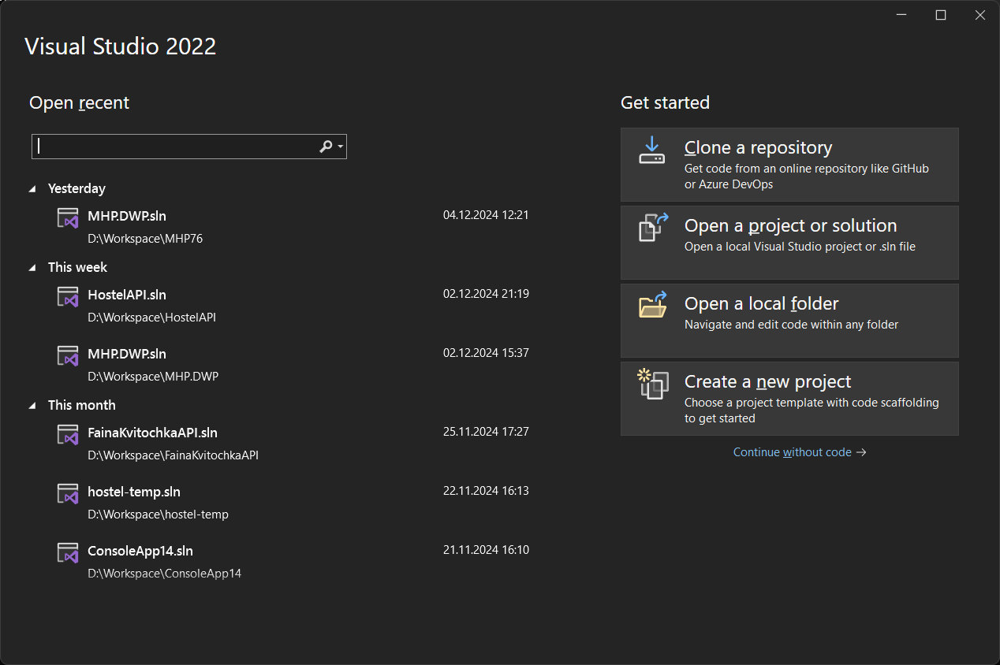 Visual Studio 2022
Open recent
Yesterday
MHP.DWP.sln 04.12.2024 12:21
D:\Workspace\MHP76
This week
HostelAPI.sln 02.12.2024 21:19
D:\Workspace\HostelAPI
MHP.DWP.sln 02.12.2024 15:37
D:\Workspace\MHP.DWP
This month
FainaKvitochkaAPI.sln 25.11.2024 17:27
D:\Workspace\FainaKvitochkaAPI
hostel-temp.sln 22.11.2024 16:13
D:\Workspace\hostel-temp
ConsoleApp14.sln 21.11.2024 16:10
D:\Workspace\ConsoleApp14
Get started
Clone a repository
Get code from an online repository like GitHub
or Azure DevOps
Open a project or solution
Open a local Visual Studio project or .sln file
Open a local folder
Navigate and edit code within any folder
Create a new project
Choose a project template with code scaffolding
to get started
Continue without code →